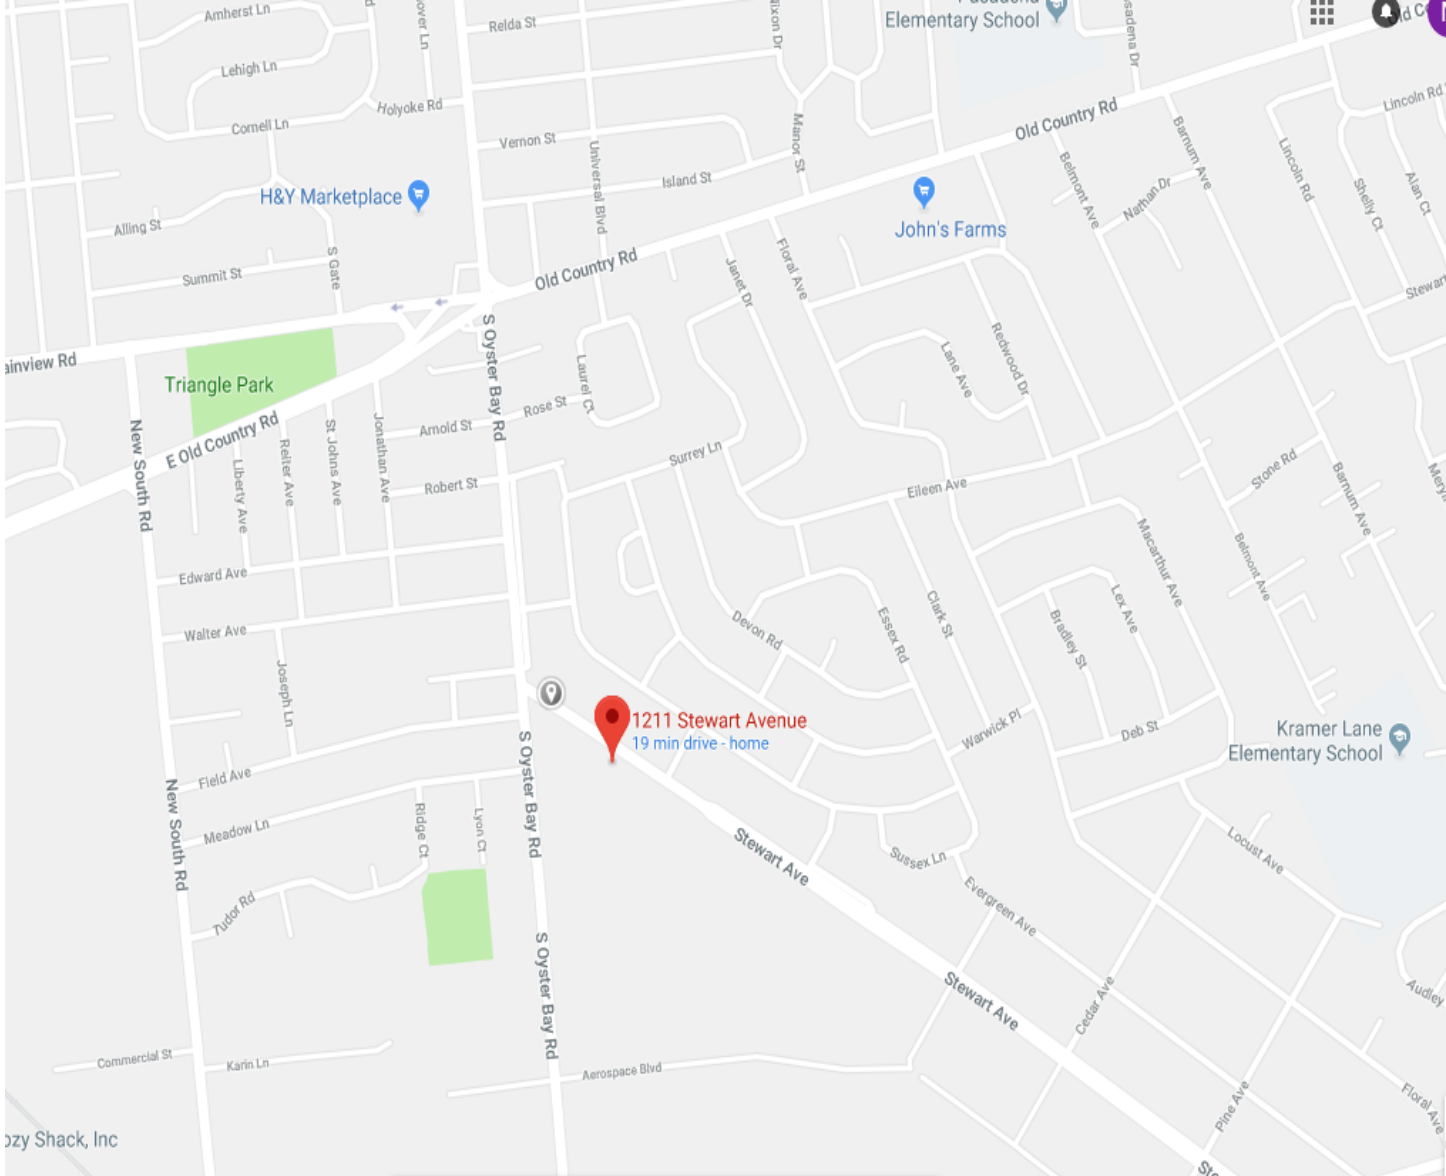 Amherst Ln
Relda St
Elementary School
Lehigh Ln
Holyoke Rd
Cornell Ln
Vernon St
Universal Blvd
Manor St
Island St
Old Country Rd
Barnum Ave
Belmont Ave
Nathan Dr
Lincoln Rd
Lincoln Rd
Shelly Ct
Alan Ct
H&Y Marketplace
John's Farms
Alling St
Summit St
S Gate
Old Country Rd
Janet Dr
Floral Ave
Redwood Dr
Lane Ave
Triangle Park
E Old Country Rd
New South Rd
S Oyster Bay Rd
Laurel Ct
Rose St
Arnold St
Robert St
Jonathan Ave
St Johns Ave
Reiter Ave
Liberty Ave
Surrey Ln
Eileen Ave
Stone Rd
Barnum Ave
Belmont Ave
Macarthur Ave
Edward Ave
Walter Ave
Joseph Ln
Devon Rd
Essex Rd
Clark St
Bradley St
Lex Ave
Warwick Pl
Deb St
1211 Stewart Avenue
19 min drive - home
Kramer Lane
Elementary School
Field Ave
Meadow Ln
New South Rd
Ridge Ct
Lyon Ct
S Oyster Bay Rd
Stewart Ave
Sussex Ln
Locust Ave
Tudor Rd
Evergreen Ave
S Oyster Bay Rd
Stewart Ave
Cedar Ave
Audley
Commercial St
Karin Ln
Aerospace Blvd
Pine Ave
Floral Ave
ozy Shack, Inc